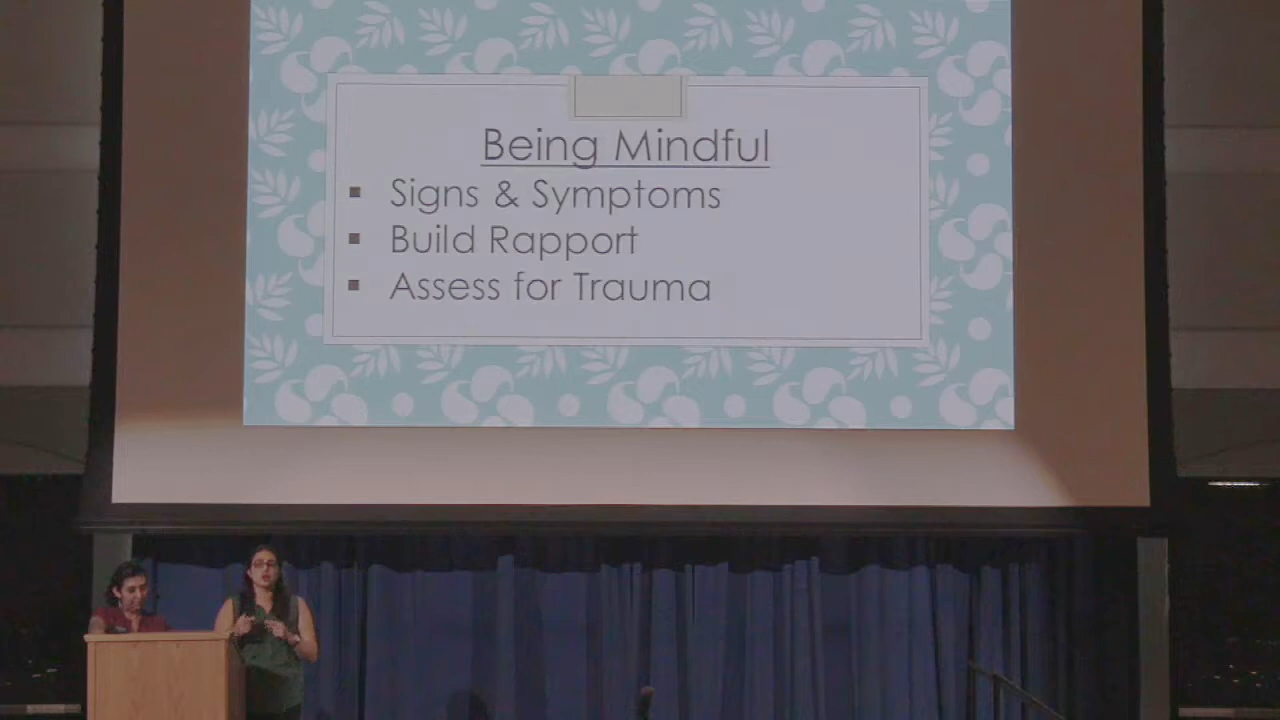 Being Mindful
▪ Signs & Symptoms
▪ Build Rapport
▪ Assess for Trauma